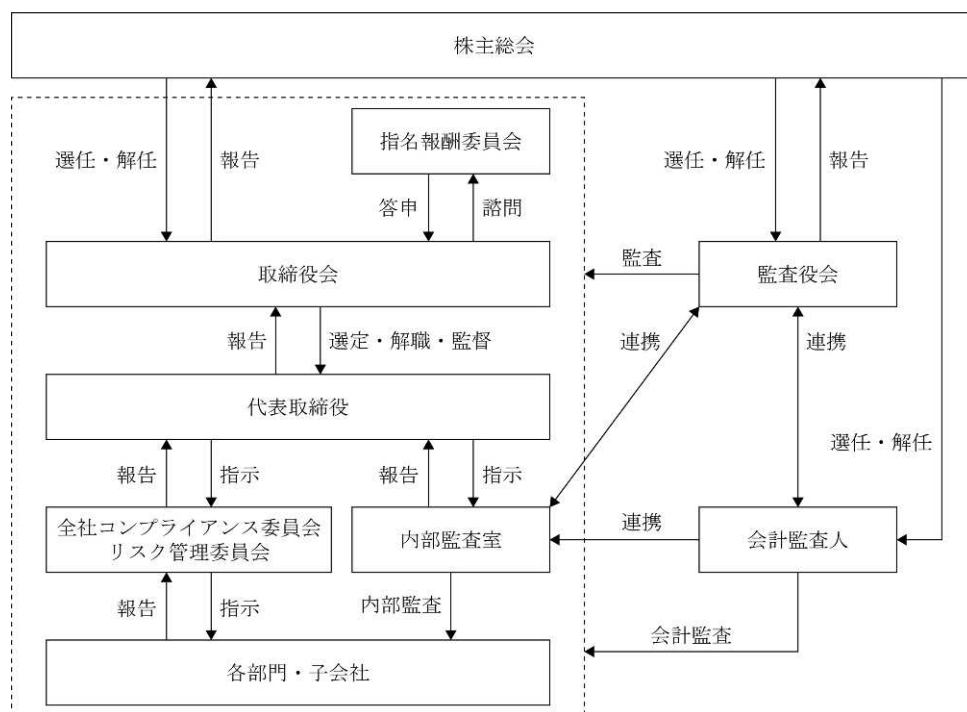 株主総会
選任・解任
報告
指名報酬委員会
選任・解任
報告
答申
諮問
取締役会
監査
監査役会
報告
選定・解職・監督
連携
連携
代表取締役
選任・解任
報告
指示
報告
指示
全社コンプライアンス委員会
リスク管理委員会
内部監査室
連携
会計監査人
報告
指示
内部監査
会計監査
各部門・子会社